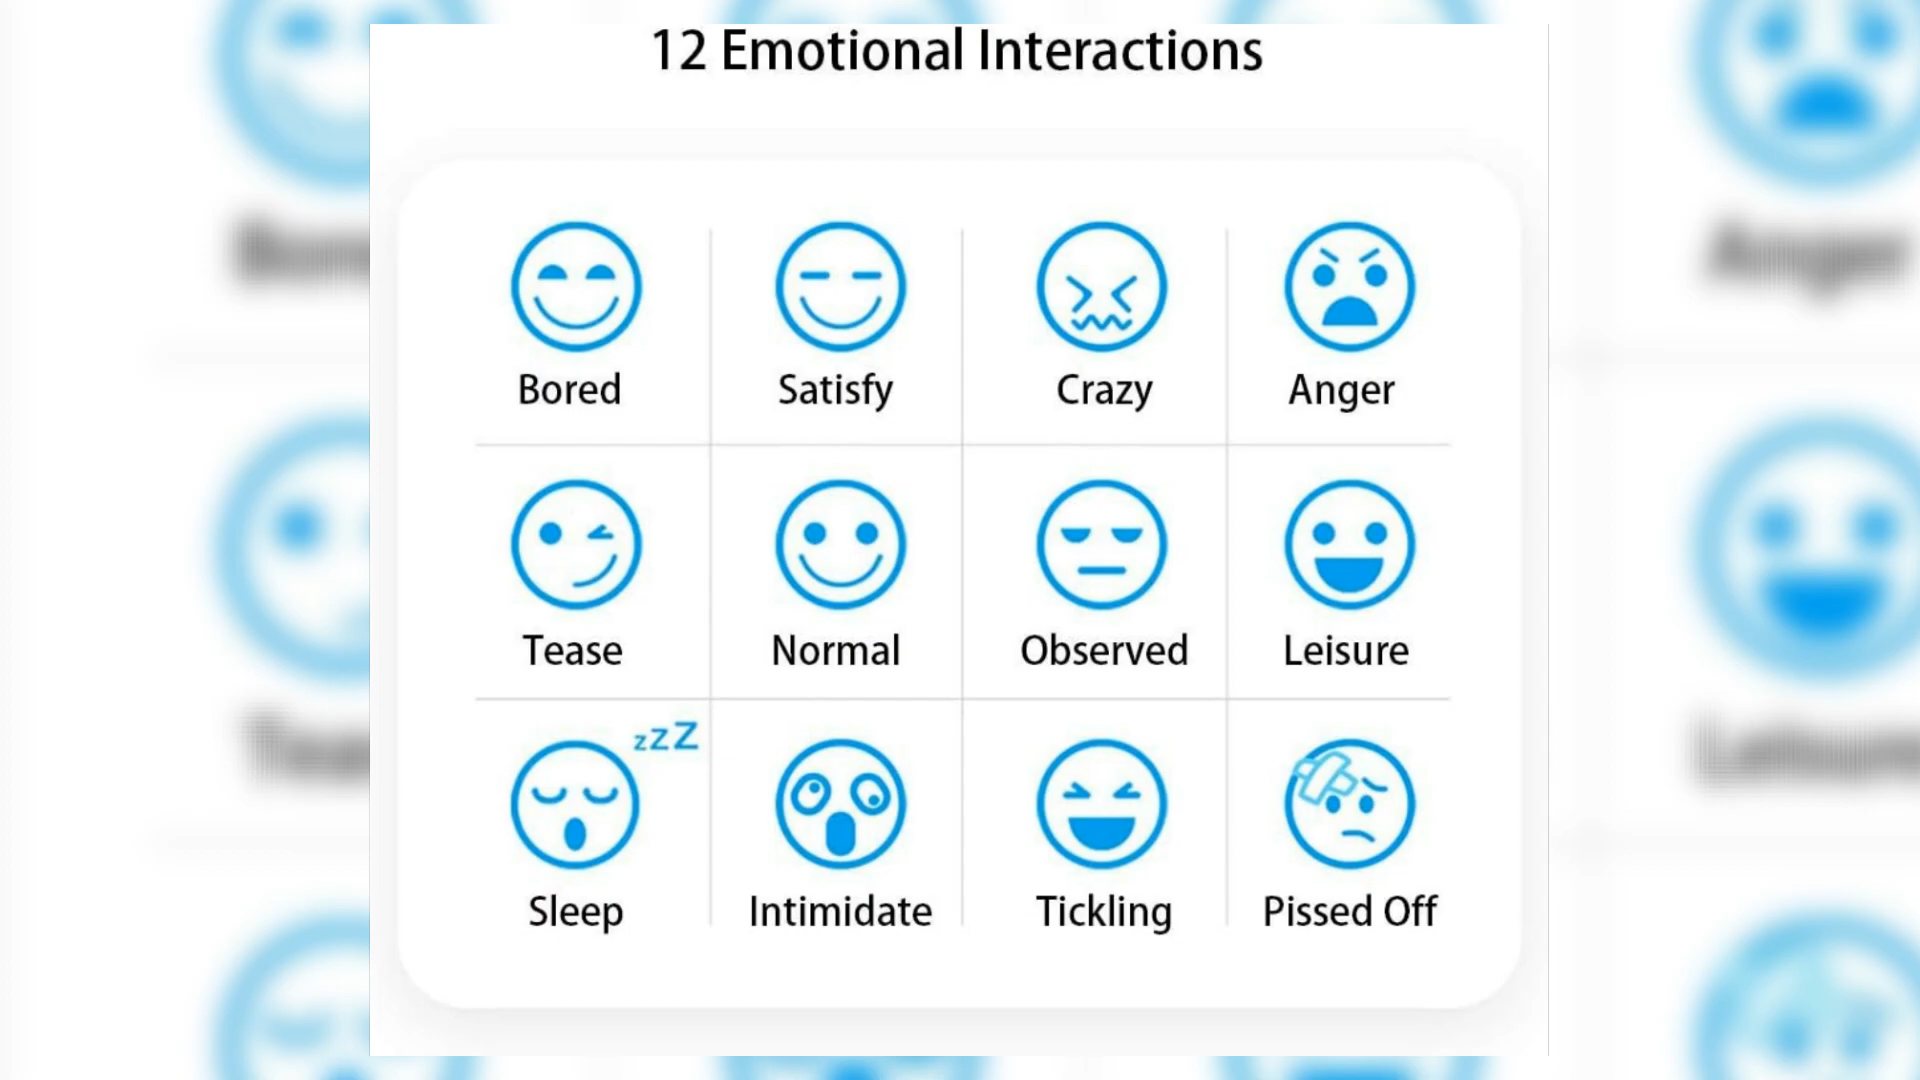 12 Emotional Interactions
Bored Satisfy Crazy Anger
Tease Normal Observed Leisure
zzZ
Sleep Intimidate Tickling Pissed Off